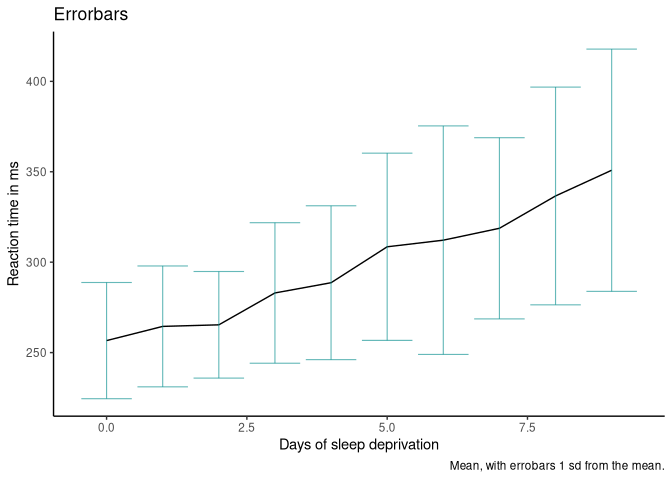 Errorbars
Reaction time in ms
400
350
300
250
0.0
2.5
5.0
7.5
Days of sleep deprivation
Mean, with errobars 1 sd from the mean.